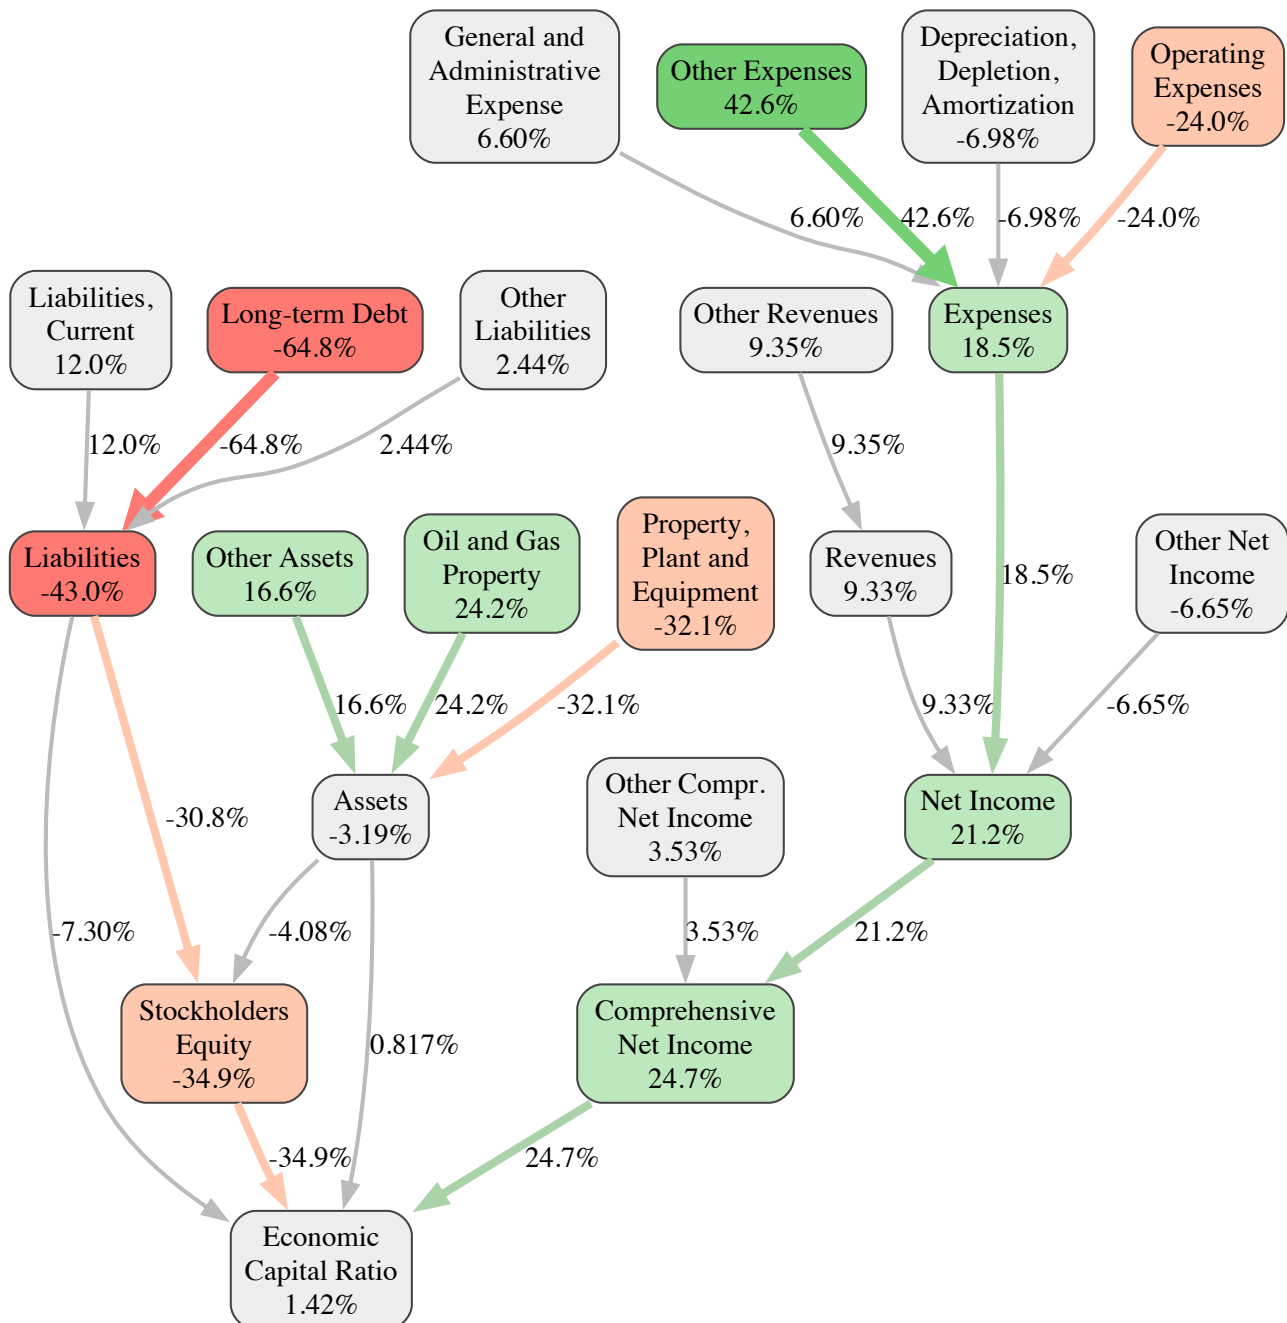 General and
Administrative
Expense
6.60%
Other Expenses
42.6%
Depreciation,
Depletion,
Amortization
-6.98%
Operating
Expenses
-24.0%
6.60%
42.6%
-6.98%
-24.0%
Liabilities,
Current
12.0%
Long-term Debt
-64.8%
Other
Liabilities
2.44%
Other Revenues
9.35%
Expenses
18.5%
12.0%
-64.8%
2.44%
9.35%
Liabilities
-43.0%
Other Assets
16.6%
Oil and Gas
Property
24.2%
Property,
Plant and
Equipment
-32.1%
Revenues
9.33%
18.5%
Other Net
Income
-6.65%
16.6%
24.2%
-32.1%
9.33%
-6.65%
-30.8%
Assets
-3.19%
Other Compr.
Net Income
3.53%
Net Income
21.2%
-7.30%
-4.08%
3.53%
21.2%
Stockholders
Equity
-34.9%
0.817%
Comprehensive
Net Income
24.7%
-34.9%
24.7%
Economic
Capital Ratio
1.42%